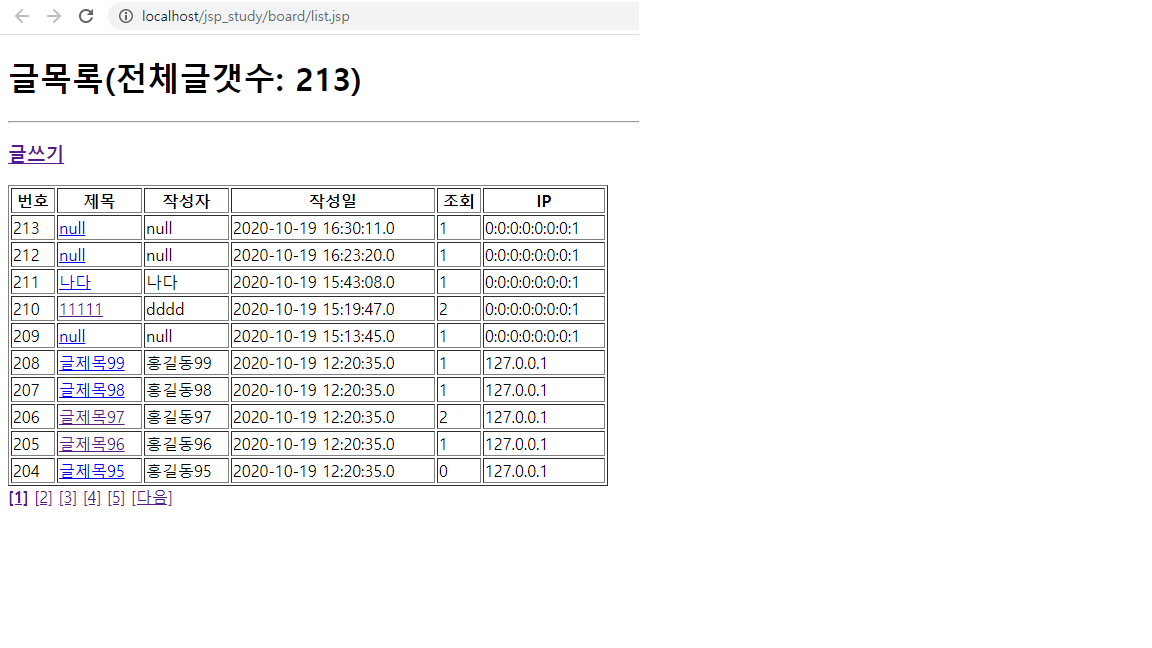 localhost/jsp_study/board/list.jsp
글목록(전체글갯수: 213)
글쓰기
번호 제목 작성자 작성일 조회 IP
213 null null 2020-10-19 16:30:11.0 1 0:0:0:0:0:0:0:1
212 null null 2020-10-19 16:23:20.0 1 0:0:0:0:0:0:0:1
211 나다 나다 2020-10-19 15:43:08.0 1 0:0:0:0:0:0:0:1
210 11111 dddd 2020-10-19 15:19:47.0 2 0:0:0:0:0:0:0:1
209 null null 2020-10-19 15:13:45.0 1 0:0:0:0:0:0:0:1
208 글제목99 홍길동99 2020-10-19 12:20:35.0 1 127.0.0.1
207 글제목98 홍길동98 2020-10-19 12:20:35.0 1 127.0.0.1
206 글제목97 홍길동97 2020-10-19 12:20:35.0 2 127.0.0.1
205 글제목96 홍길동96 2020-10-19 12:20:35.0 1 127.0.0.1
204 글제목95 홍길동95 2020-10-19 12:20:35.0 0 127.0.0.1
[1] [2] [3] [4] [5] [다음]